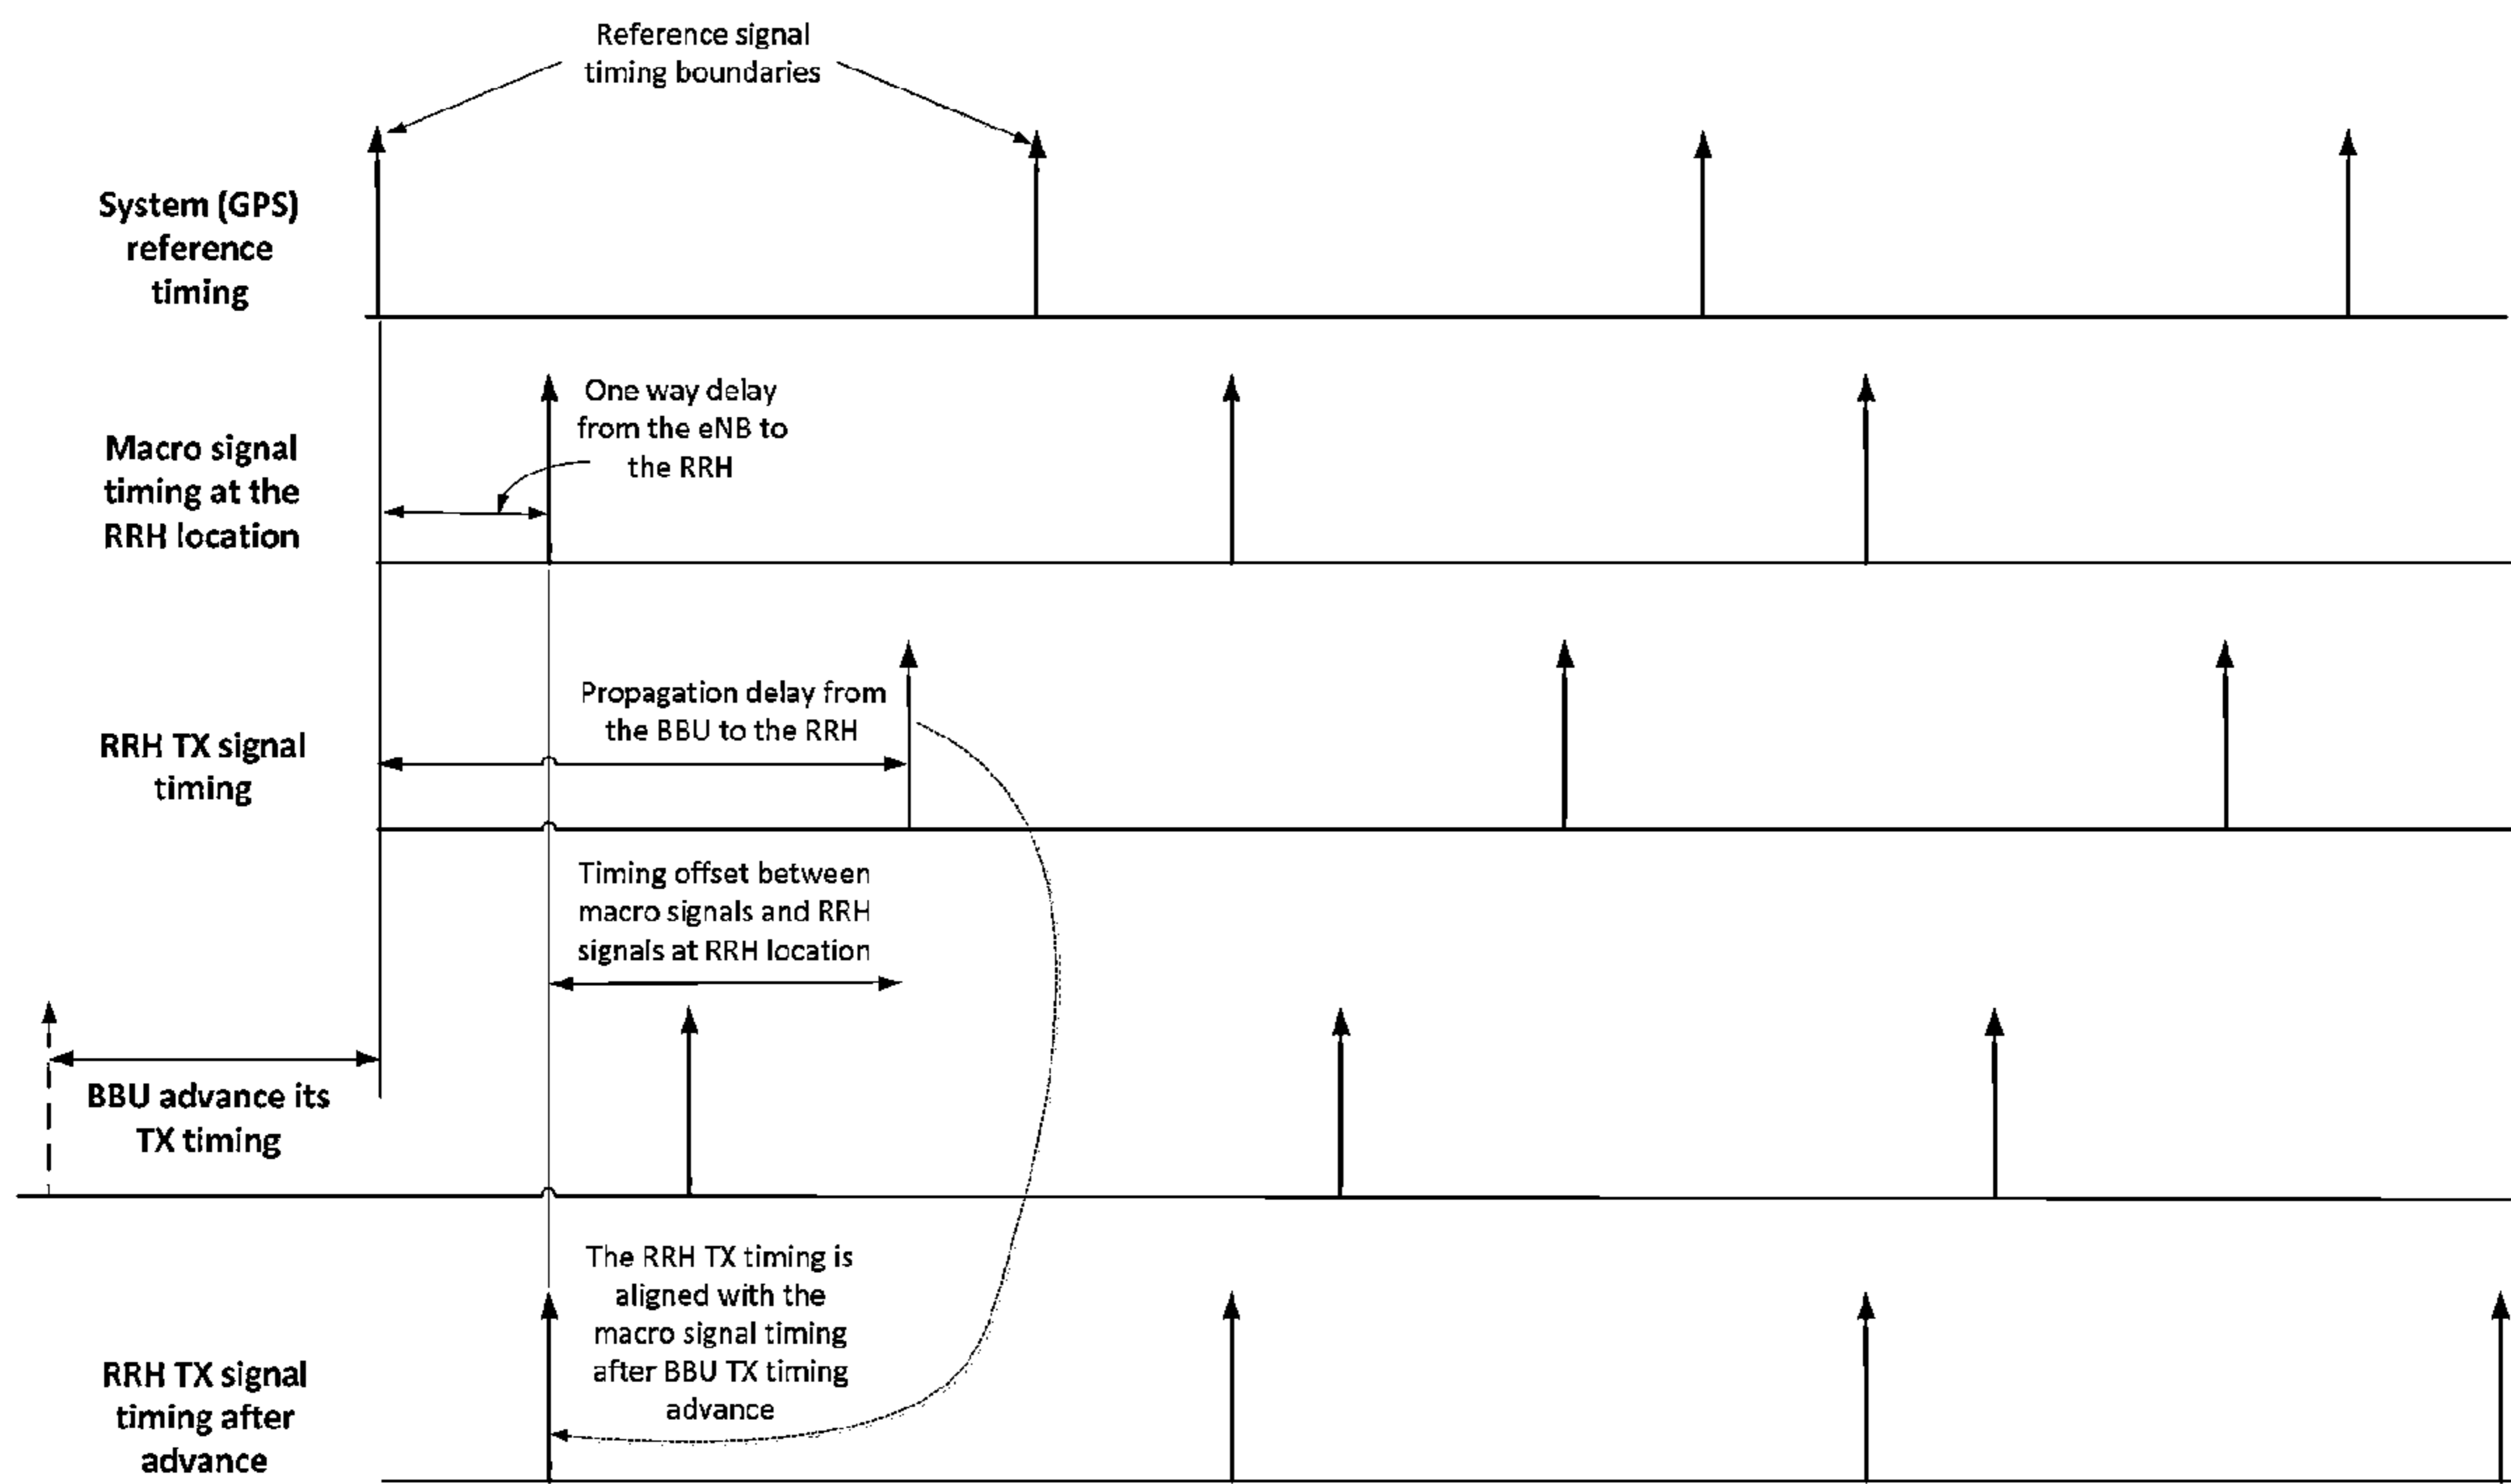 Reference signal
timing boundaries
System (GPS)
reference
timing
One way delay
from the eNB to
the RRH
Macro signal
timing at the
RRH location
Propagation delay from
the BBU to the RRH
RRH TX signal
timing
Timing offset between
macro signals and RRH
signals at RRH location
BBU advance its
TX timing
The RRH TX timing is
aligned with the
macro signal timing
after BBU TX timing
advance
RRH TX signal
timing after
advance